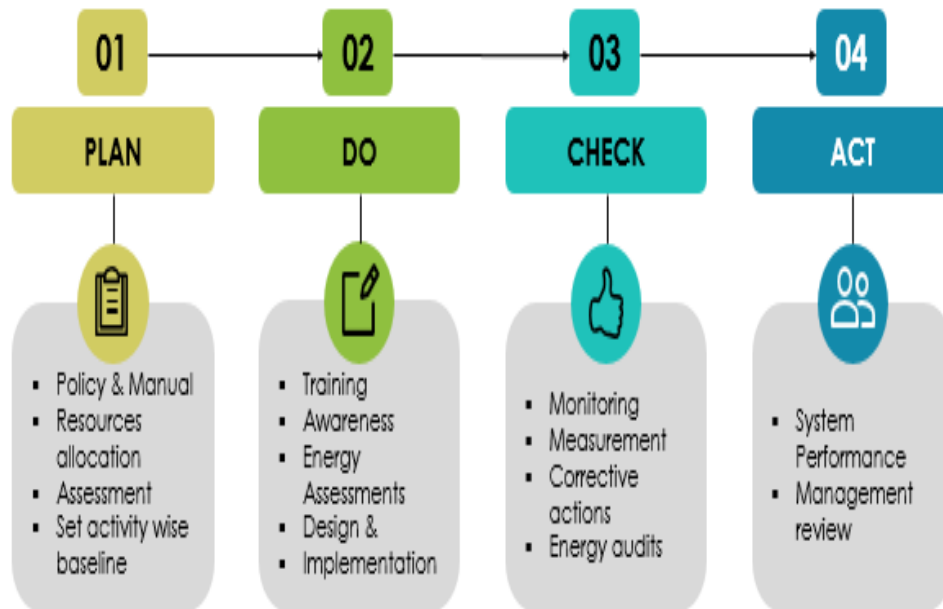 01
02
03
04
PLAN
DO
CHECK
ACT
▪ Policy & Manual
▪ Resources
allocation
▪ Assessment
▪ Set activity wise
baseline
▪ Training
▪ Awareness
▪ Energy
Assessments
▪ Design &
▪ Implementation
▪ Monitoring
▪ Measurement
▪ Corrective
actions
▪ Energy audits
▪ System
Performance
▪ Management
review